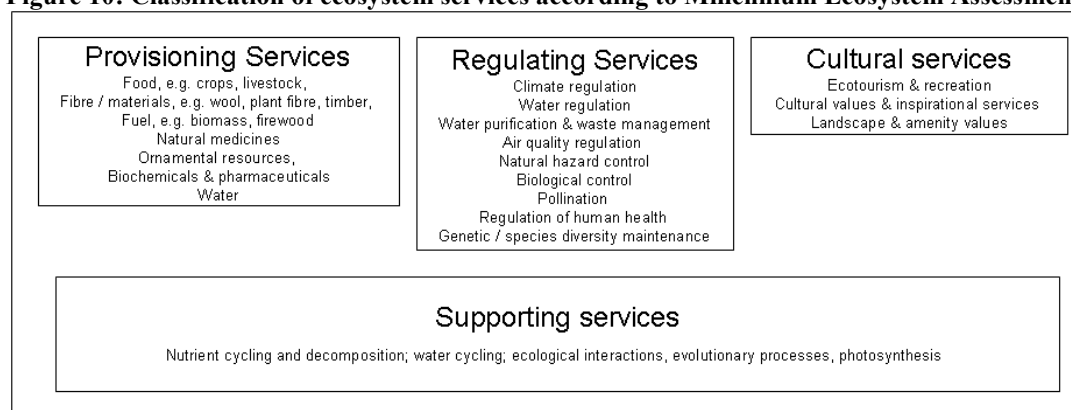 Figure 10: Classification of ecosystem services according to Millennium Ecosystem Assessment
Provisioning Services
Food, e.g. crops, livestock,
Fibre / materials, e.g. wool, plant fibre, timber,
Fuel, e.g. biomass, firewood
Natural medicines
Ornamental resources,
Biochemicals & pharmaceuticals
Water
Regulating Services
Climate regulation
Water regulation
Water purification & waste management
Air quality regulation
Natural hazard control
Biological control
Pollination
Regulation of human health
Genetic / species diversity maintenance
Cultural services
Ecotourism & recreation
Cultural values & inspirational services
Landscape & amenity values
Supporting services
Nutrient cycling and decomposition; water cycling; ecological interactions, evolutionary processes, photosynthesis